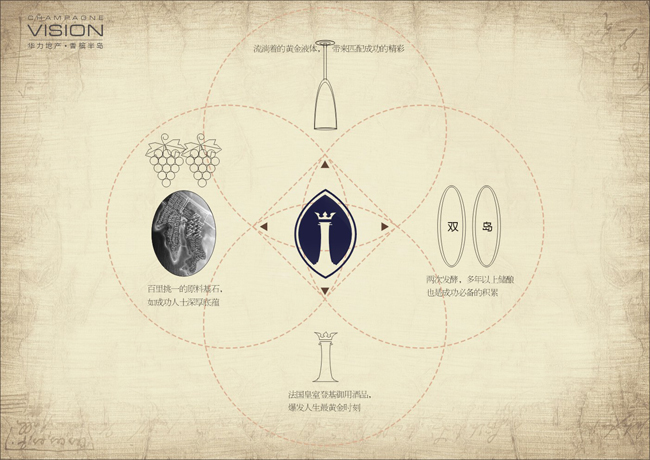 CHAMPAGNE
VISION
华力地产·香槟半岛
流淌着的黄金液体，带来匹配成功的精彩
双 岛
百里挑一的原料基石，
如成功人士深厚底蕴
两次发酵，多年以上储酿
也是成功必备的积累
法国皇室登基御用酒品，
爆发人生最黄金时刻